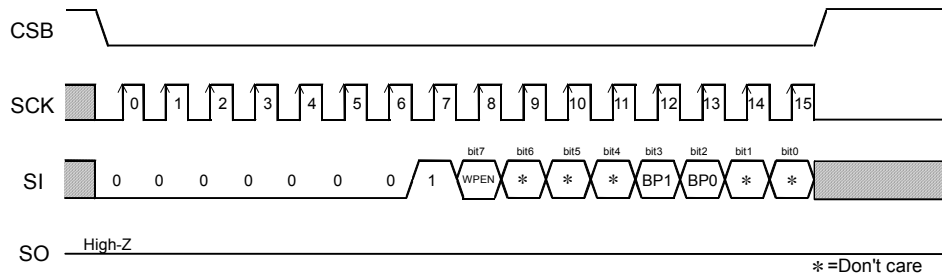 CSB
SCK 0 1 2 3 4 5 6 7 8 9 10 11 12 13 14 15
bit7 bit6 bit5 bit4 bit3 bit2 bit1 bit0
SI 0 0 0 0 0 0 0 1 WPEN * * * BP1 BP0 * *
SO High-Z
*=Don't care